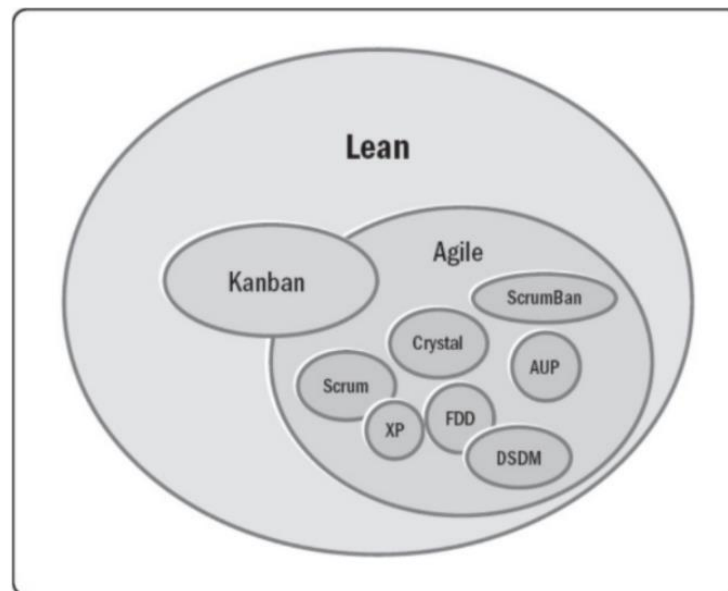 Lean
Agile
Kanban
ScrumBan
Crystal
AUP
Scrum
FDD
XP
DSDM